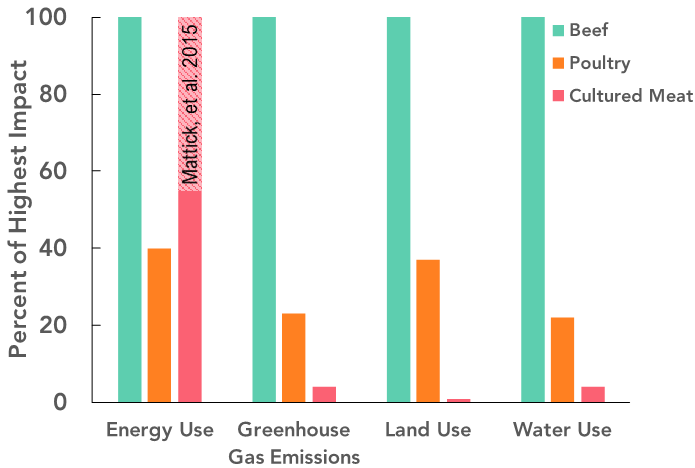 Percent of Highest Impact
100
80
60
40
20
0
Mattick, et al. 2015
Beef
Poultry
Cultured Meat
Energy Use
Greenhouse
Gas Emissions
Land Use
Water Use